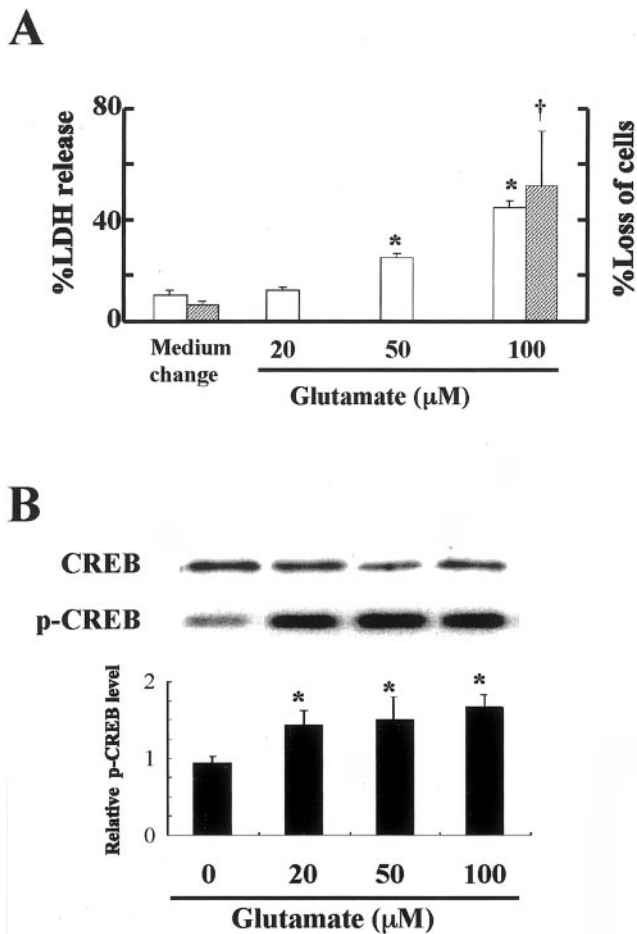 A
80
†
*
*
40
0
%LDH release
%Loss of cells
Medium
change
20 50 100
Glutamate (μM)
B
CREB
p-CREB
2
* * *
1
0
Relative p-CREB level
0 20 50 100
Glutamate (μM)